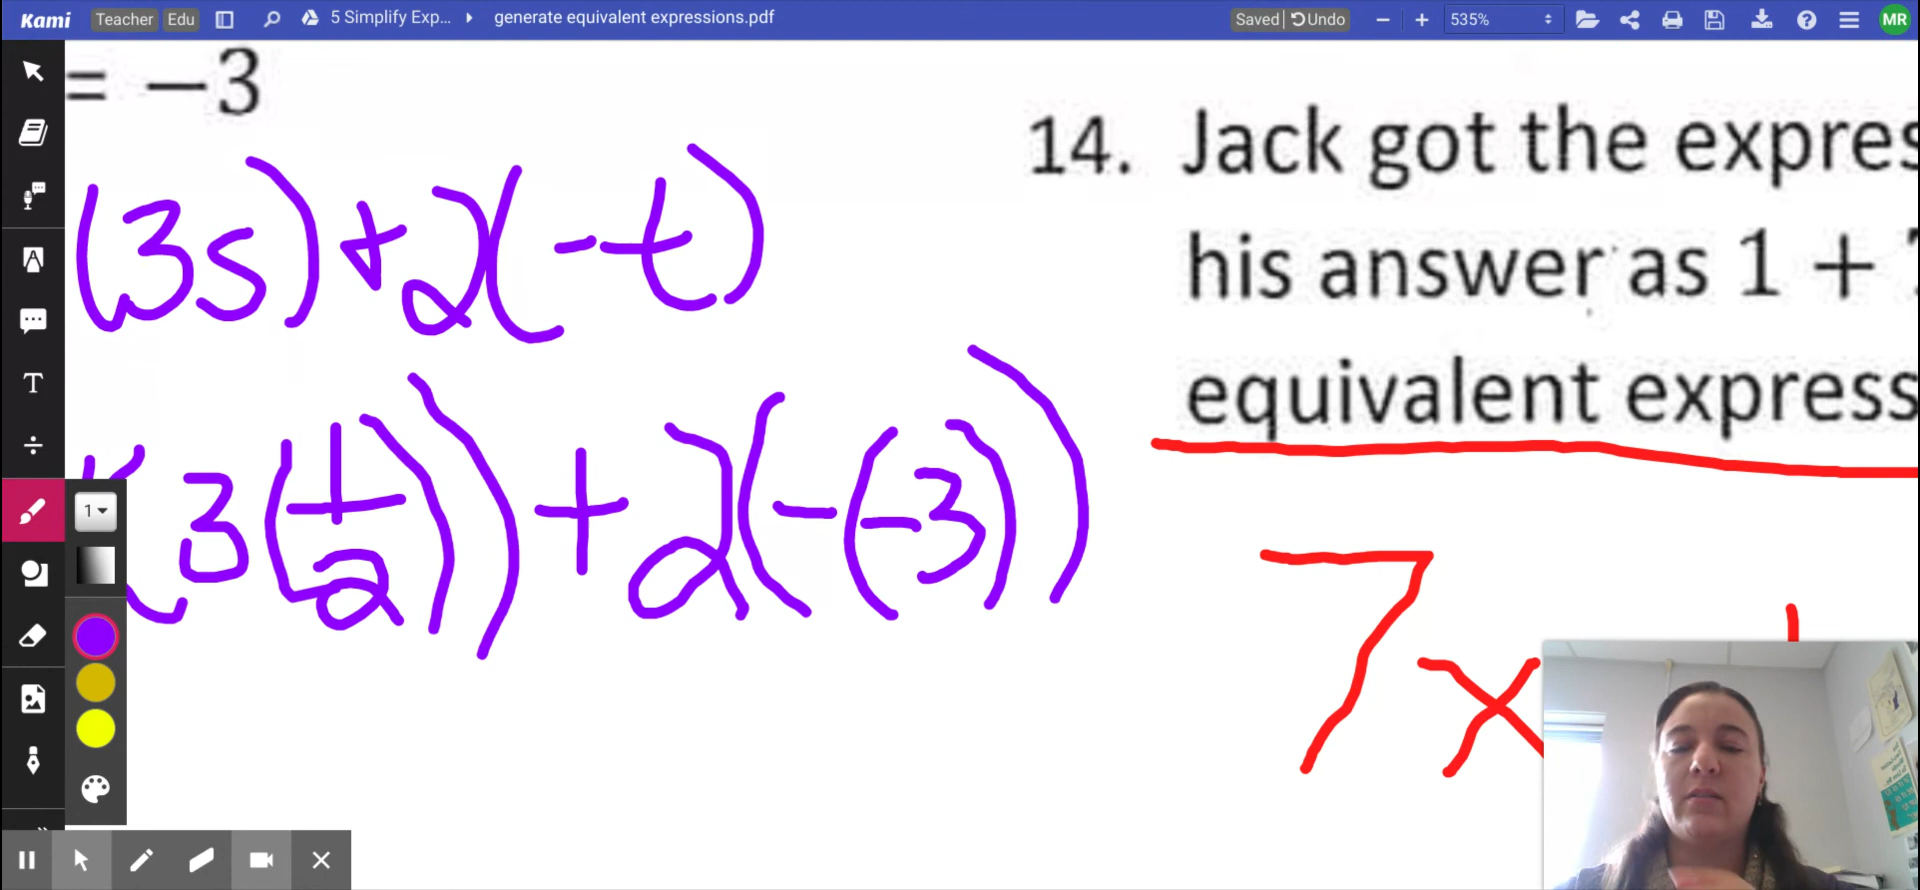 Kami Teacher Edu 5 Simplify Exp... generate equivalent expressions.pdf Saved Undo 535% MR
= −3
(3s)+2(-t)
(3(1/2))+2(-(-3))
14. Jack got the expres
his answer as 1 +
equivalent express
7x
T
1